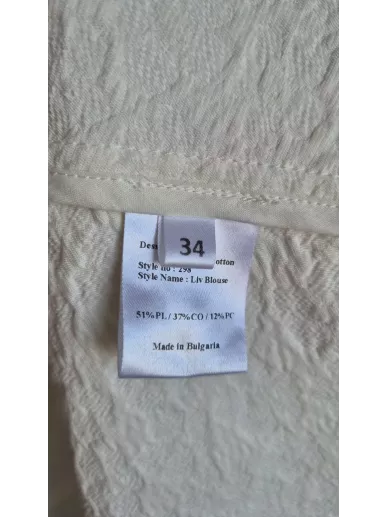 34
Style no : 298
Style Name : Liv Blouse
51%PL / 37%CO / 12%PC
Made in Bulgaria